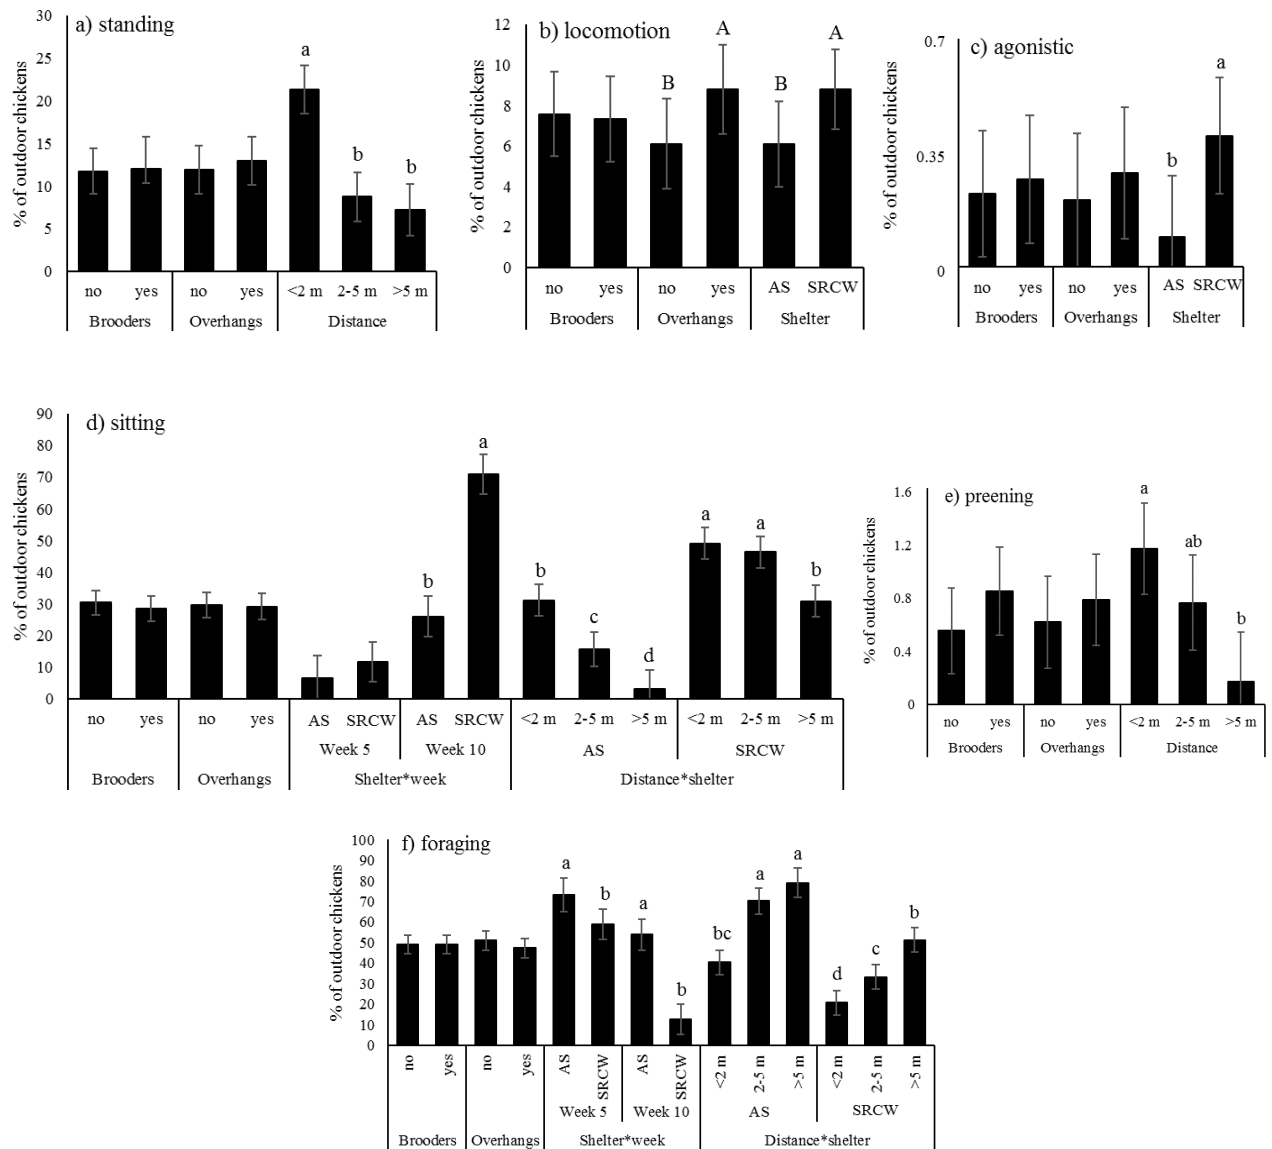 a) standing
% of outdoor chickens
30
25
20
15
10
5
0
a
b
b
no yes no yes <2 m 2-5 m >5 m
Brooders Overhangs Distance
b) locomotion
% of outdoor chickens
12
10
8
6
4
2
0
B
A
B
A
no yes no yes AS SRCW
Brooders Overhangs Shelter
c) agonistic
% of outdoor chickens
0.7
0.35
0
b
a
no yes no yes AS SRCW
Brooders Overhangs Shelter
d) sitting
% of outdoor chickens
90
80
70
60
50
40
30
20
10
0
b
a
b
c
d
a
a
b
no yes no yes AS SRCW AS SRCW <2 m 2-5 m >5 m <2 m 2-5 m >5 m
Week 5 Week 10 AS SRCW
Brooders Overhangs Shelter*week Distance*shelter
e) preening
% of outdoor chickens
1.6
1.2
0.8
0.4
0
a
ab
b
no yes no yes <2 m 2-5 m >5 m
Brooders Overhangs Distance
f) foraging
% of outdoor chickens
100
90
80
70
60
50
40
30
20
10
0
a
b
a
b
bc
a
a
d
c
b
no yes no yes AS SRCW AS SRCW <2 m 2-5 m >5 m <2 m 2-5 m >5 m
Week 5 Week 10 AS SRCW
Brooders Overhangs Shelter*week Distance*shelter